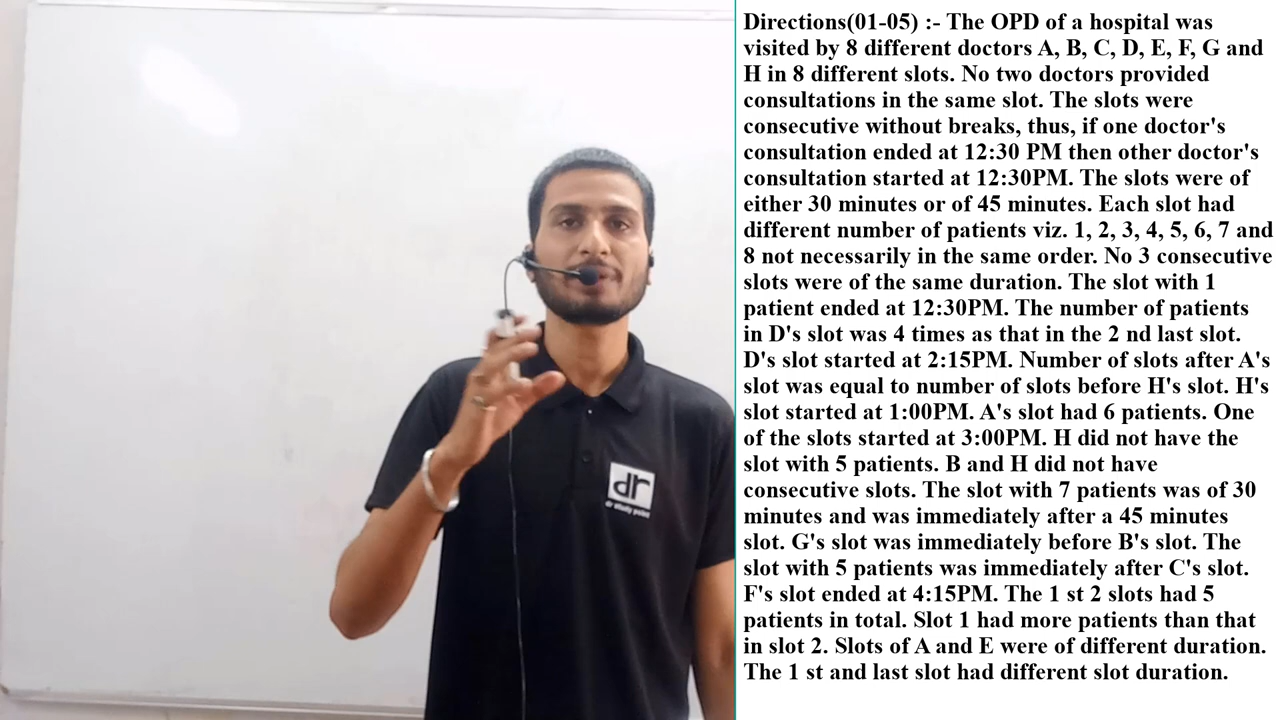 Directions(01-05) :- The OPD of a hospital was
visited by 8 different doctors A, B, C, D, E, F, G and
H in 8 different slots. No two doctors provided
consultations in the same slot. The slots were
consecutive without breaks, thus, if one doctor's
consultation ended at 12:30 PM then other doctor's
consultation started at 12:30PM. The slots were of
either 30 minutes or of 45 minutes. Each slot had
different number of patients viz. 1, 2, 3, 4, 5, 6, 7 and
8 not necessarily in the same order. No 3 consecutive
slots were of the same duration. The slot with 1
patient ended at 12:30PM. The number of patients
in D's slot was 4 times as that in the 2 nd last slot.
D's slot started at 2:15PM. Number of slots after A's
slot was equal to number of slots before H's slot. H's
slot started at 1:00PM. A's slot had 6 patients. One
of the slots started at 3:00PM. H did not have the
slot with 5 patients. B and H did not have
consecutive slots. The slot with 7 patients was of 30
minutes and was immediately after a 45 minutes
slot. G's slot was immediately before B's slot. The
slot with 5 patients was immediately after C's slot.
F's slot ended at 4:15PM. The 1 st 2 slots had 5
patients in total. Slot 1 had more patients than that
in slot 2. Slots of A and E were of different duration.
The 1 st and last slot had different slot duration.
dr
dr study point